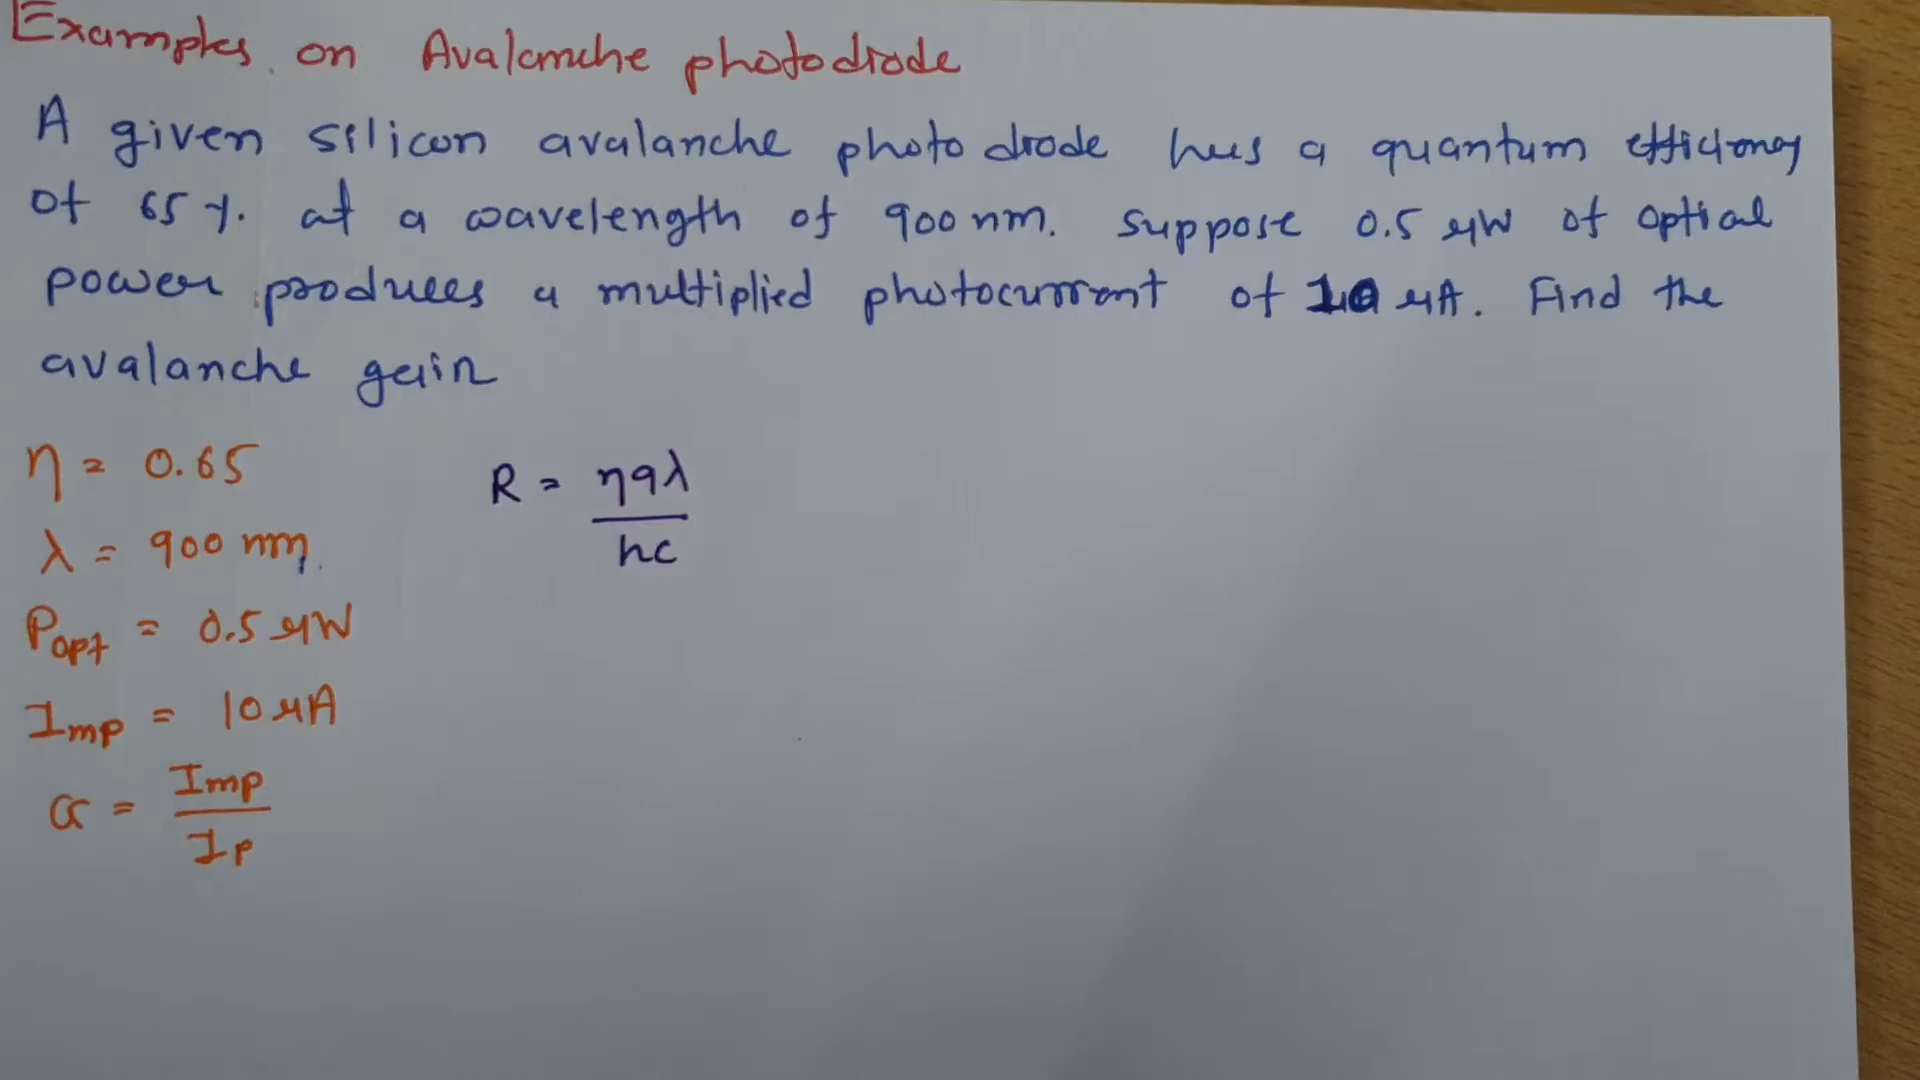 Examples on Avalanche photodiode
A given silicon avalanche photodiode has a quantum efficiency
of 65 %. at a wavelength of 900 nm. Suppose 0.5 μW of optical
power produces a multiplied photocurrent of 10 μA. Find the
avalanche gain
η = 0.65
R = ηqλ / hc
λ = 900 nm.
Popt = 0.5 μW
Imp = 10 μA
G = Imp / Ip